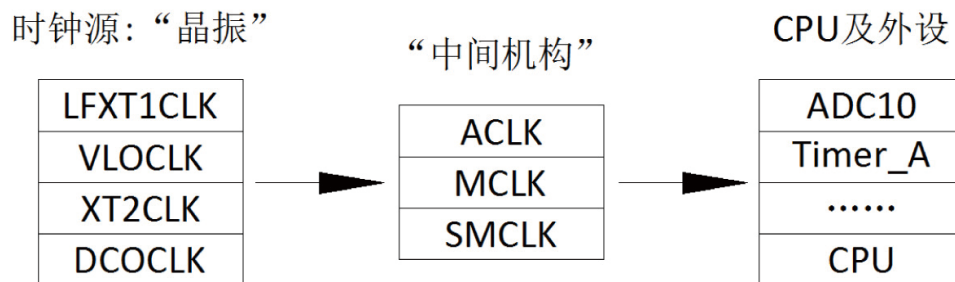 时钟源：“晶振”
LFXT1CLK
VLOCLK
XT2CLK
DCOCLK
“中间机构”
ACLK
MCLK
SMCLK
CPU及外设
ADC10
Timer_A
……
CPU